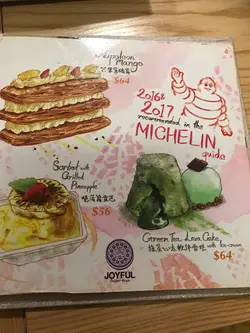 Napoleon
Mango
$64
2016 &
2017
recommended in the
MICHELIN
guide
Sorbet with
Grilled
Pineapple
$56
JOYFUL
Green Tea Lava Cake
with Ice-cream
$64